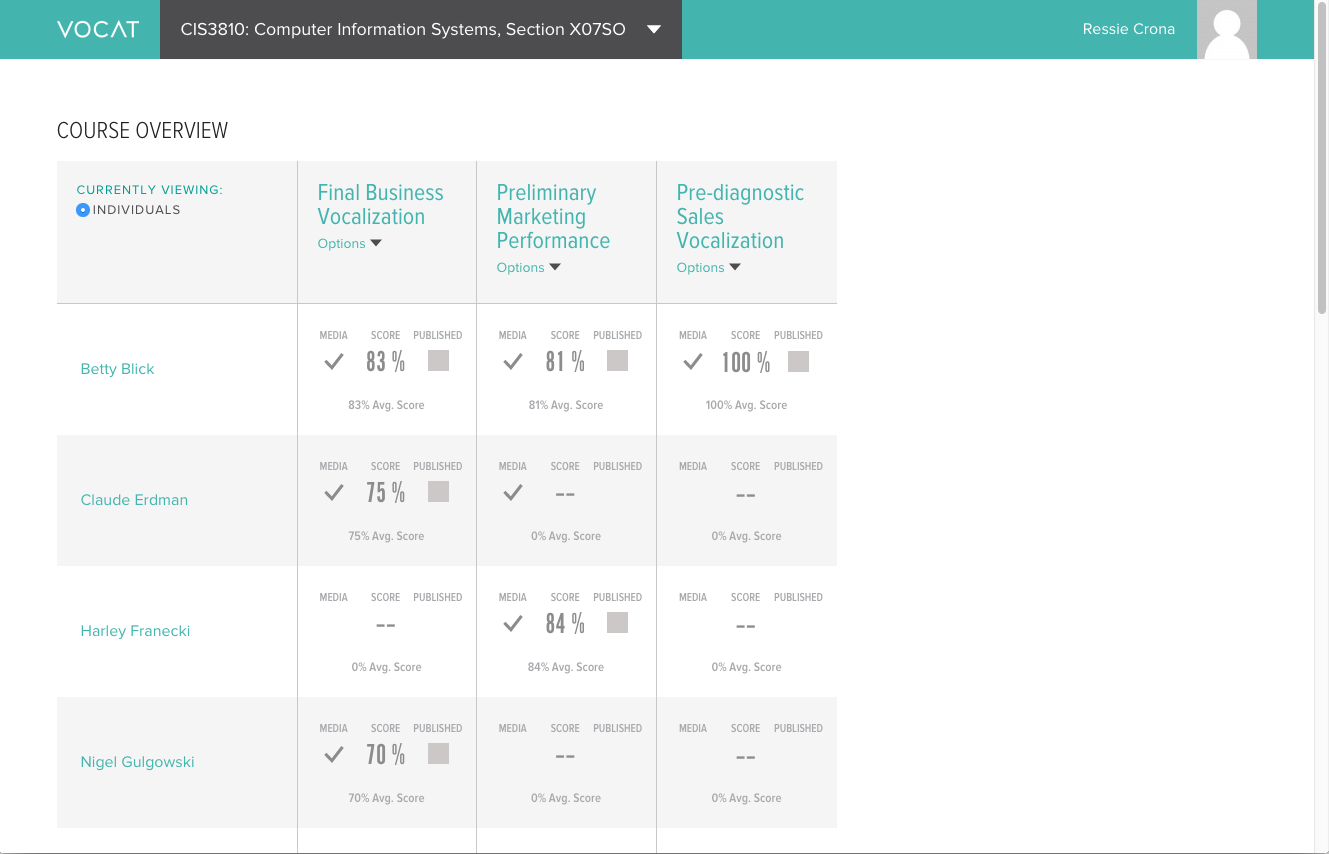 VOCAT
CIS3810: Computer Information Systems, Section X07SO
Ressie Crona
COURSE OVERVIEW
CURRENTLY VIEWING:
INDIVIDUALS
Final Business
Vocalization
Options
Preliminary
Marketing
Performance
Options
Pre-diagnostic
Sales
Vocalization
Options
Betty Blick
MEDIA SCORE PUBLISHED
83 %
83% Avg. Score
MEDIA SCORE PUBLISHED
81 %
81% Avg. Score
MEDIA SCORE PUBLISHED
100 %
100% Avg. Score
Claude Erdman
MEDIA SCORE PUBLISHED
75 %
75% Avg. Score
MEDIA SCORE PUBLISHED
--
0% Avg. Score
MEDIA SCORE PUBLISHED
--
0% Avg. Score
Harley Franecki
MEDIA SCORE PUBLISHED
--
0% Avg. Score
MEDIA SCORE PUBLISHED
84 %
84% Avg. Score
MEDIA SCORE PUBLISHED
--
0% Avg. Score
Nigel Gulgowski
MEDIA SCORE PUBLISHED
70 %
70% Avg. Score
MEDIA SCORE PUBLISHED
--
0% Avg. Score
MEDIA SCORE PUBLISHED
--
0% Avg. Score